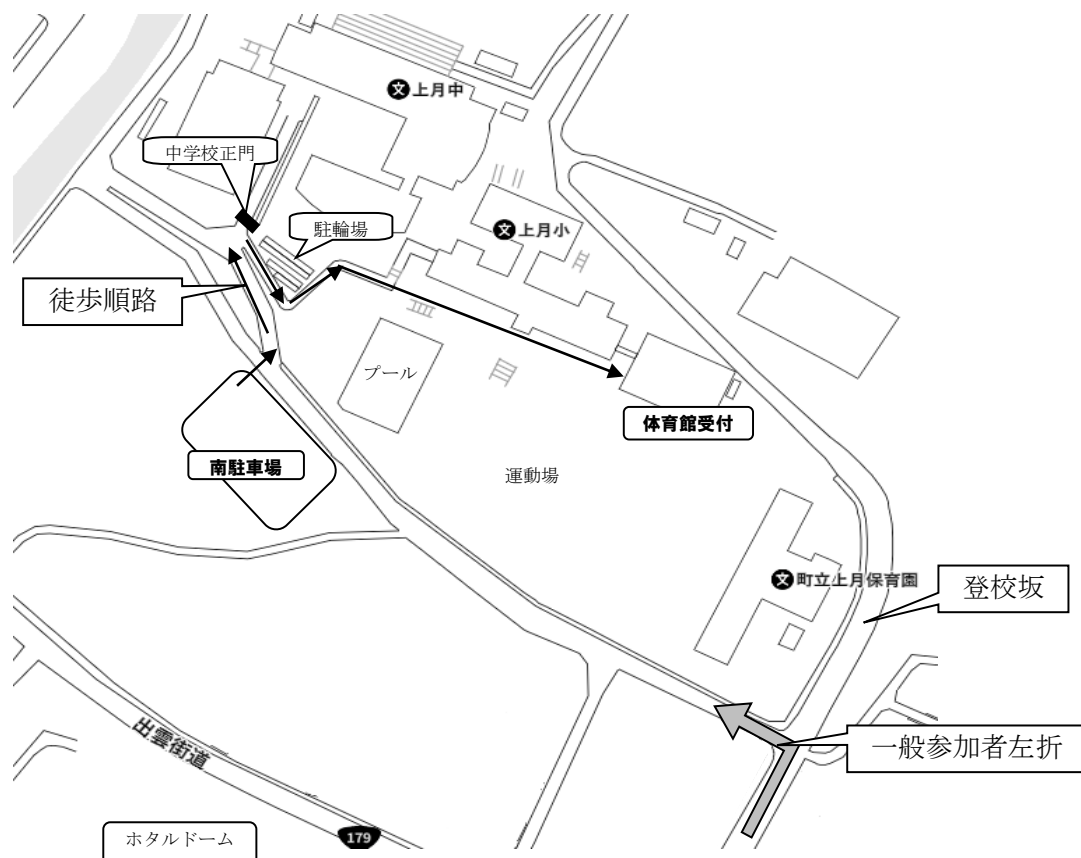 文 上月中
中学校正門
駐輪場
文 上月小
徒歩順路
プール
体育館受付
南駐車場
運動場
文 町立上月保育園
登校坂
一般参加者左折
出雲街道
179
ホタルドーム